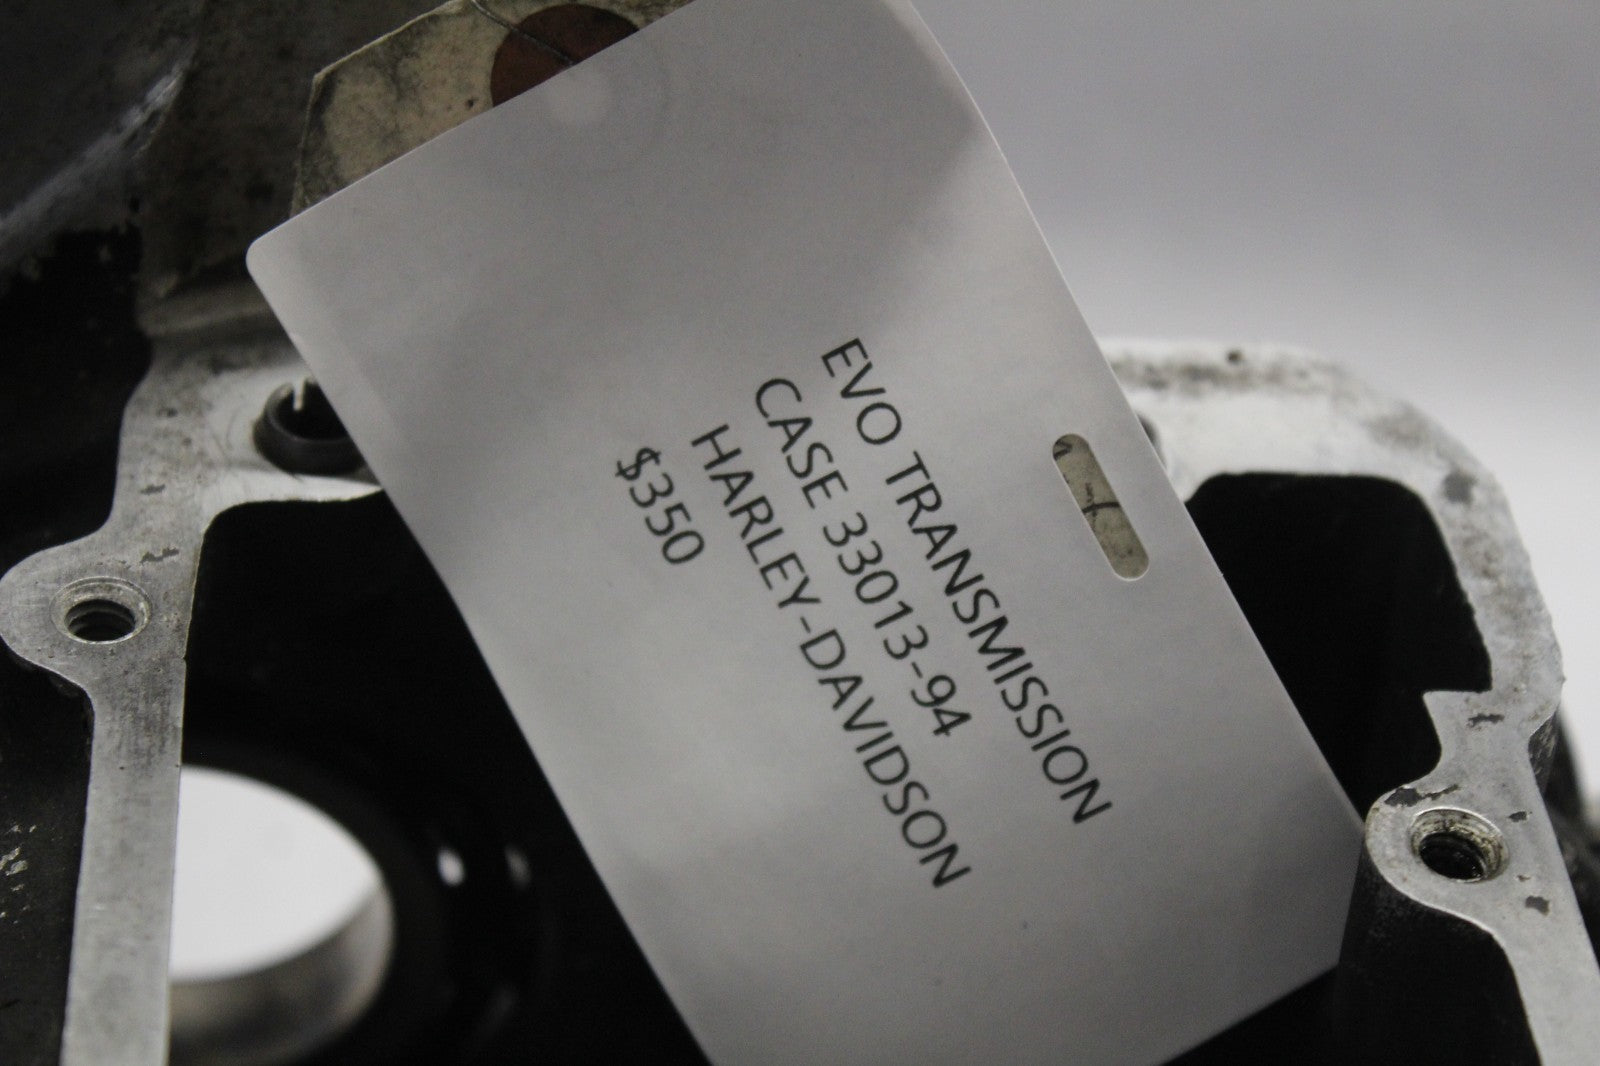 EVO TRANSMISSION
CASE 33013-94
HARLEY-DAVIDSON
$350